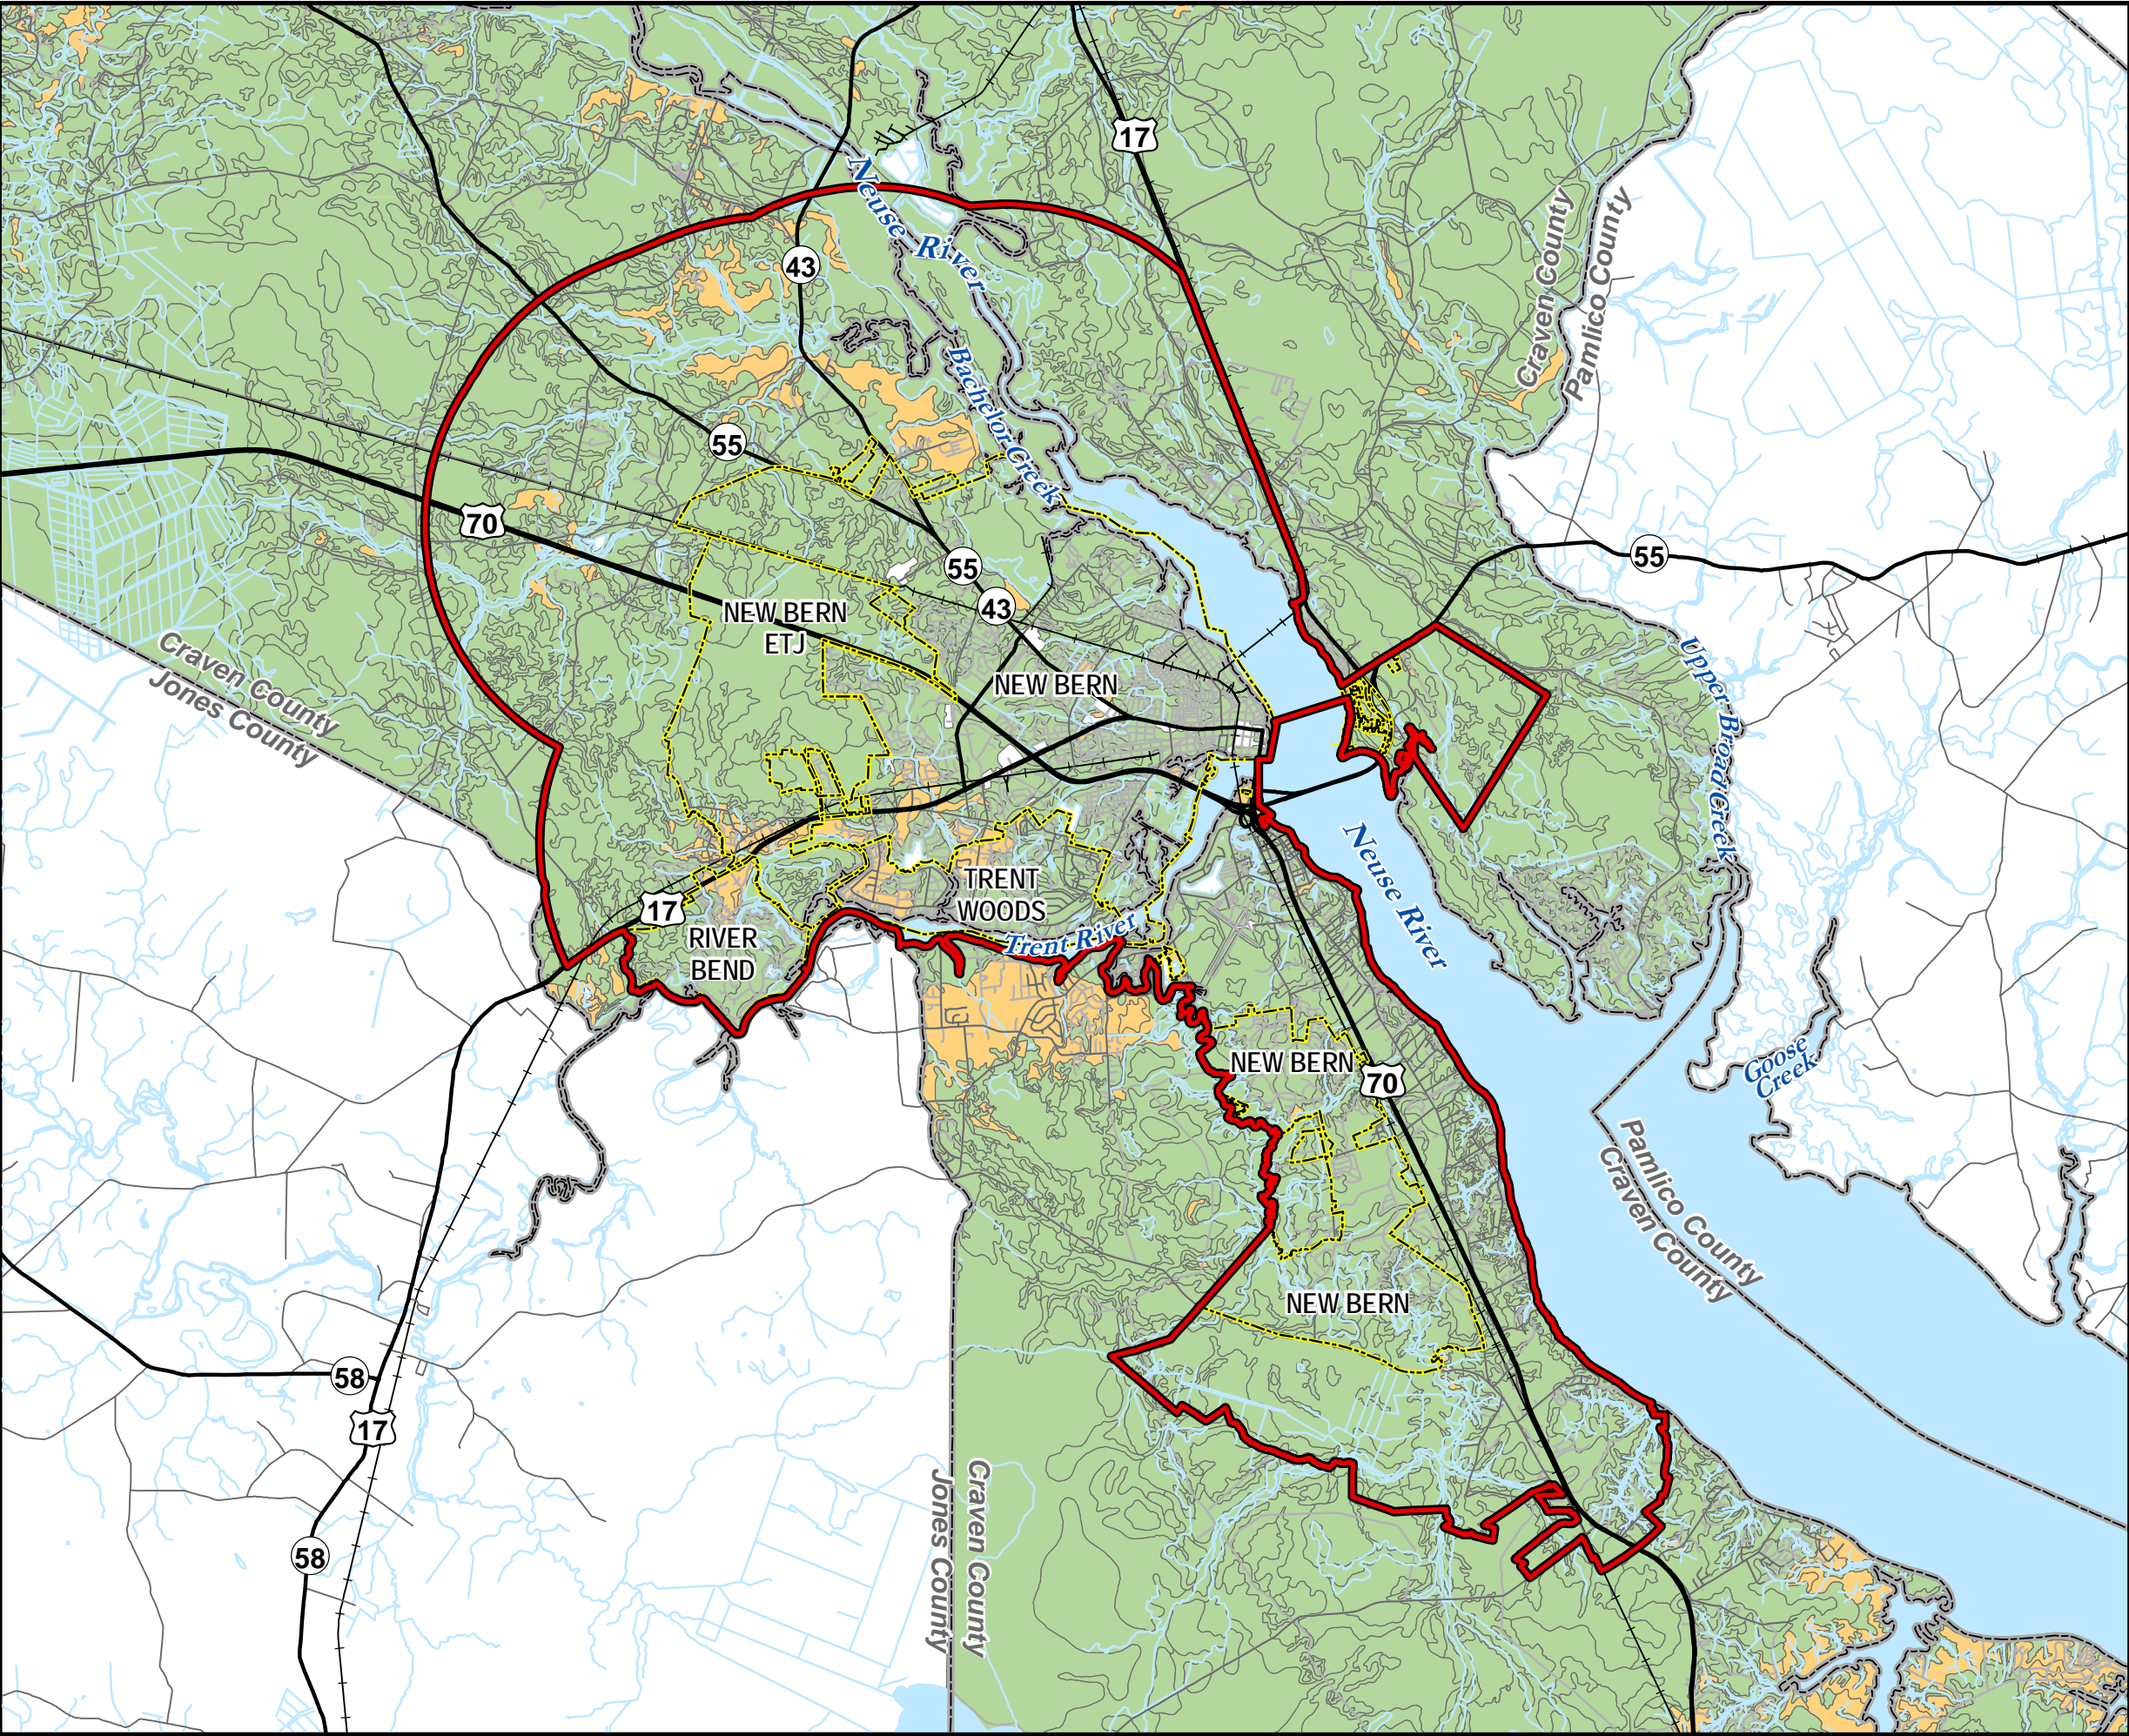 17
Neuse River
43
Craven County
Pamlico County
Bachelor Creek
55
70
55
55
43
NEW BERN
ETJ
NEW BERN
Craven County
Jones County
Upper Broad Creek
Neuse River
TRENT
WOODS
17
RIVER
BEND
Trent River
NEW BERN
70
Goose
Creek
Pamlico County
Craven County
NEW BERN
58
17
Jones County
Craven County
58